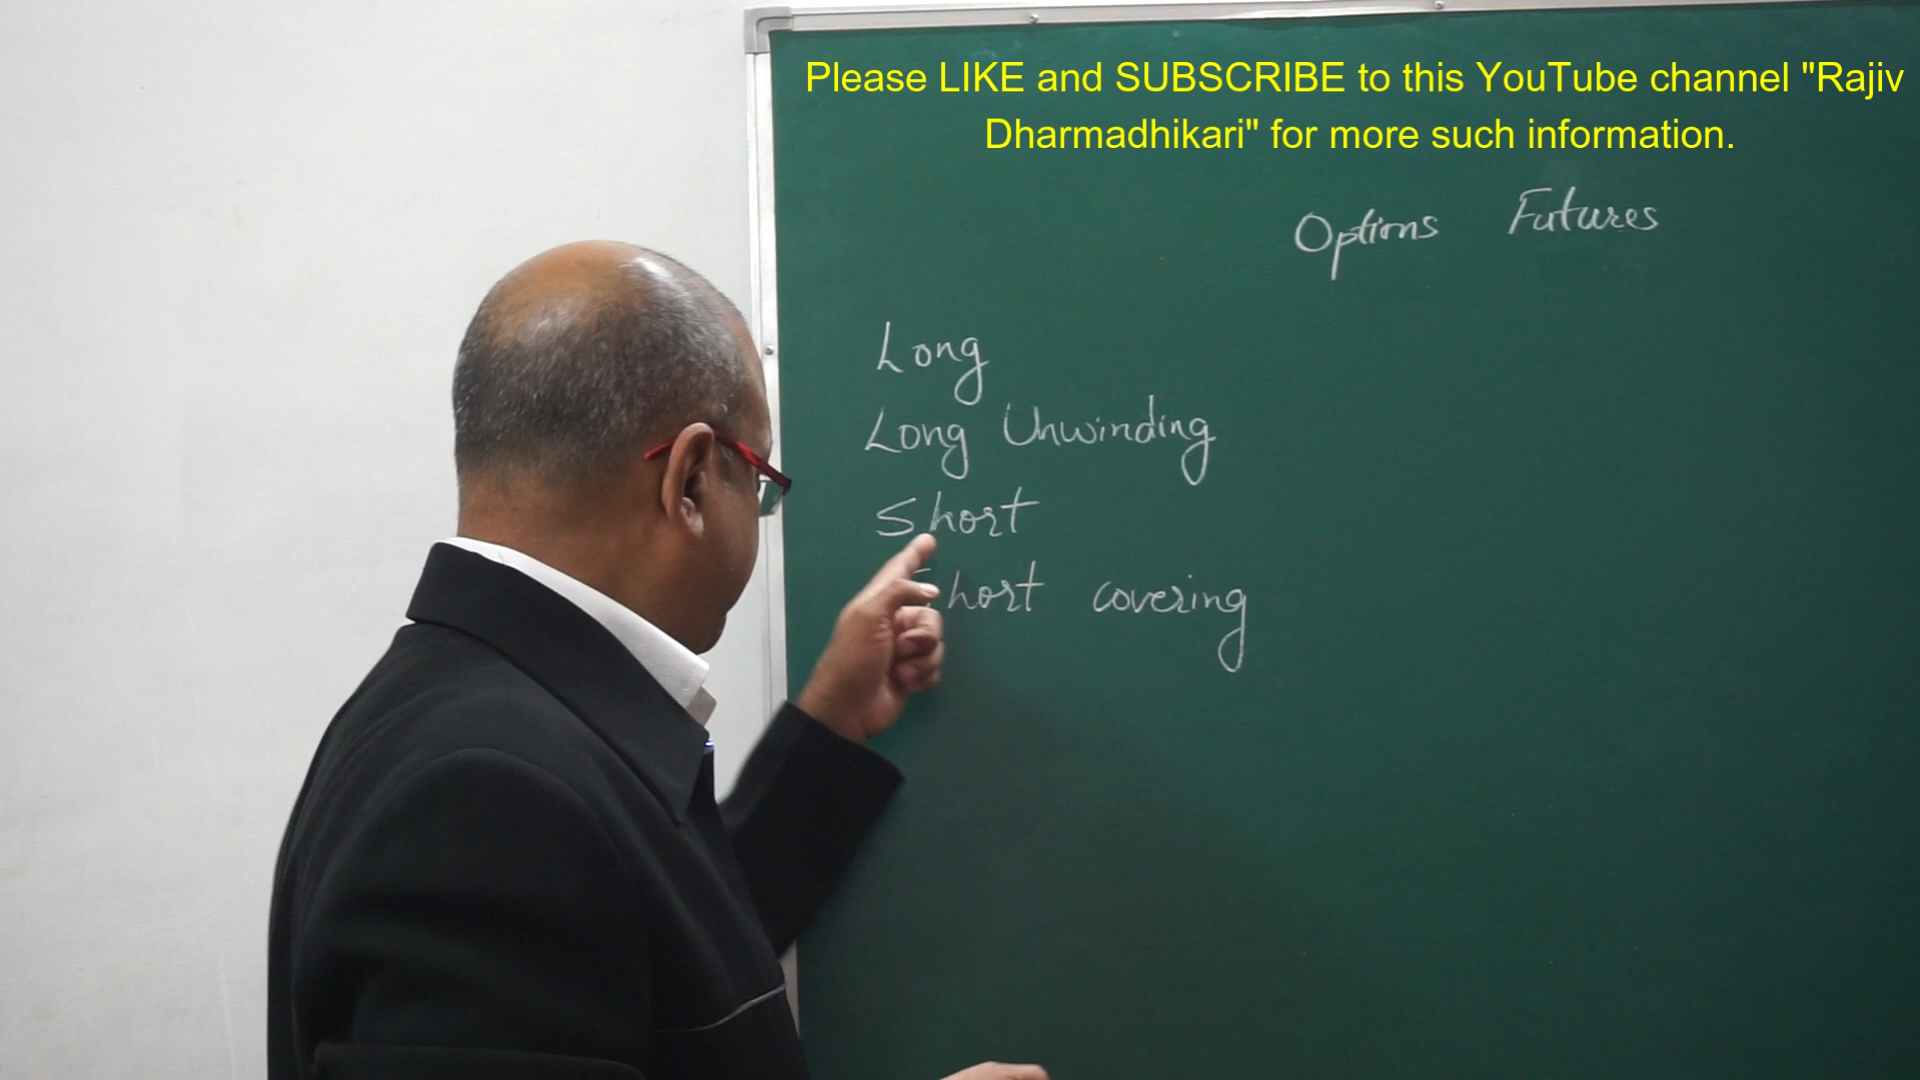 Please LIKE and SUBSCRIBE to this YouTube channel "Rajiv
Dharmadhikari" for more such information.
Options Futures
Long
Long Unwinding
Short
Short covering